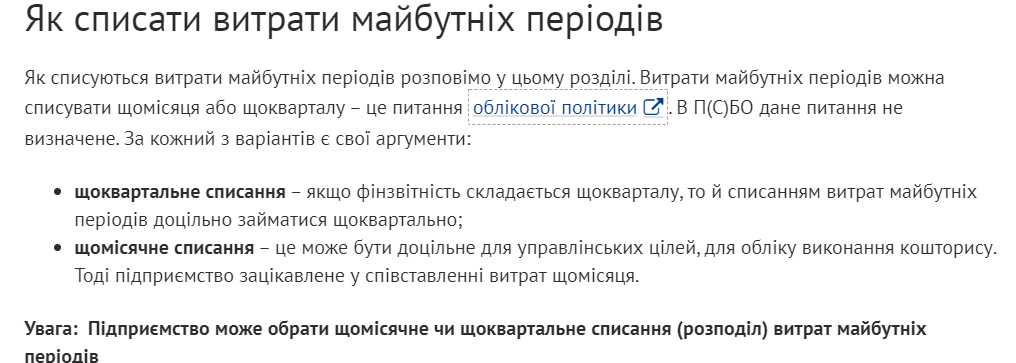 Як списати витрати майбутніх періодів
Як списуються витрати майбутніх періодів розповімо у цьому розділі. Витрати майбутніх періодів можна
списувати щомісяця або щокварталу – це питання облікової політики. В П(С)БО дане питання не
визначене. За кожний з варіантів є свої аргументи:
• щоквартальне списання – якщо фінзвітність складається щокварталу, то й списанням витрат майбутніх
періодів доцільно займатися щоквартально;
• щомісячне списання – це може бути доцільне для управлінських цілей, для обліку виконання кошторису.
Тоді підприємство зацікавлене у співставленні витрат щомісяця.
Увага: Підприємство може обрати щомісячне чи щоквартальне списання (розподіл) витрат майбутніх
періодів